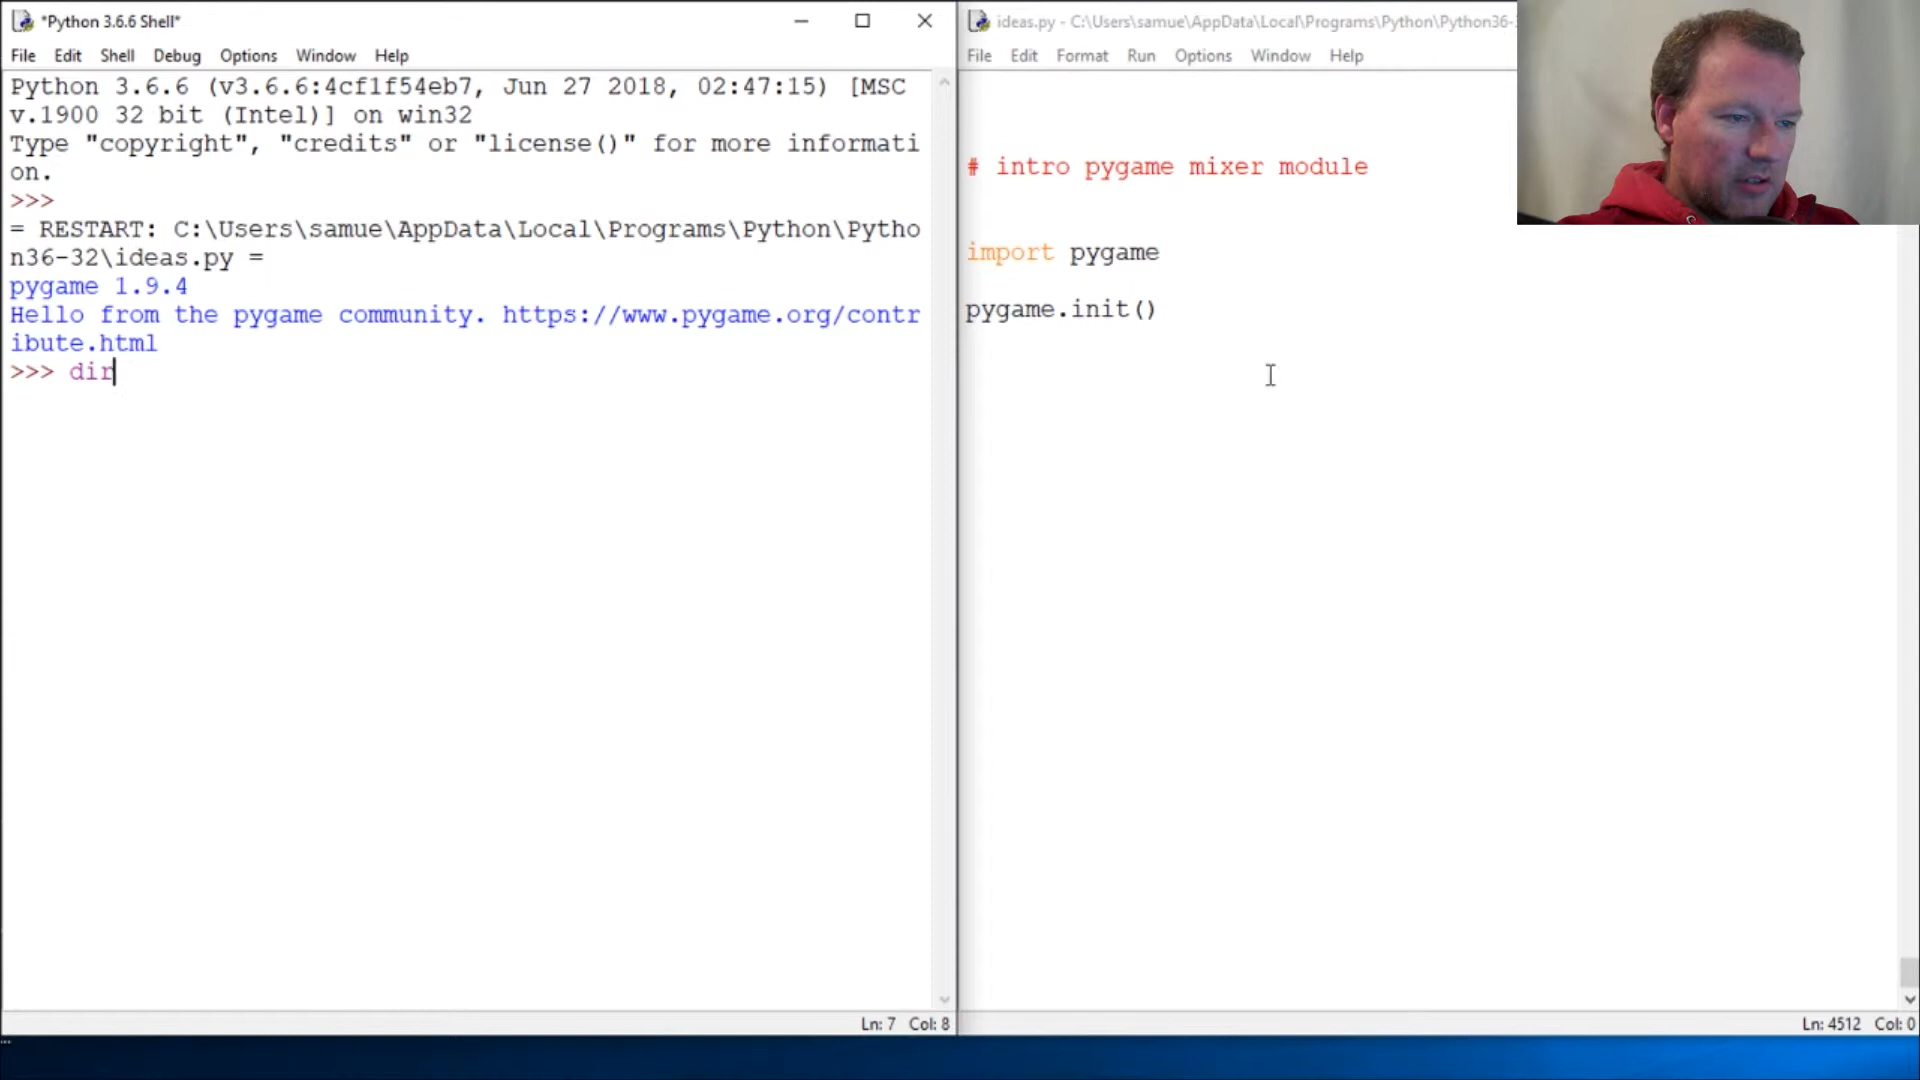 *Python 3.6.6 Shell*
File Edit Shell Debug Options Window Help
Python 3.6.6 (v3.6.6:4cf1f54eb7, Jun 27 2018, 02:47:15) [MSC
v.1900 32 bit (Intel)] on win32
Type "copyright", "credits" or "license()" for more informati
on.
>>>
= RESTART: C:\Users\samue\AppData\Local\Programs\Python\Pytho
n36-32\ideas.py =
pygame 1.9.4
Hello from the pygame community. https://www.pygame.org/contr
ibute.html
>>> dir
Ln: 7 Col: 8
ideas.py - C:\Users\samue\AppData\Local\Programs\Python\Python36-
File Edit Format Run Options Window Help
# intro pygame mixer module
import pygame
pygame.init()
Ln: 4512 Col: 0